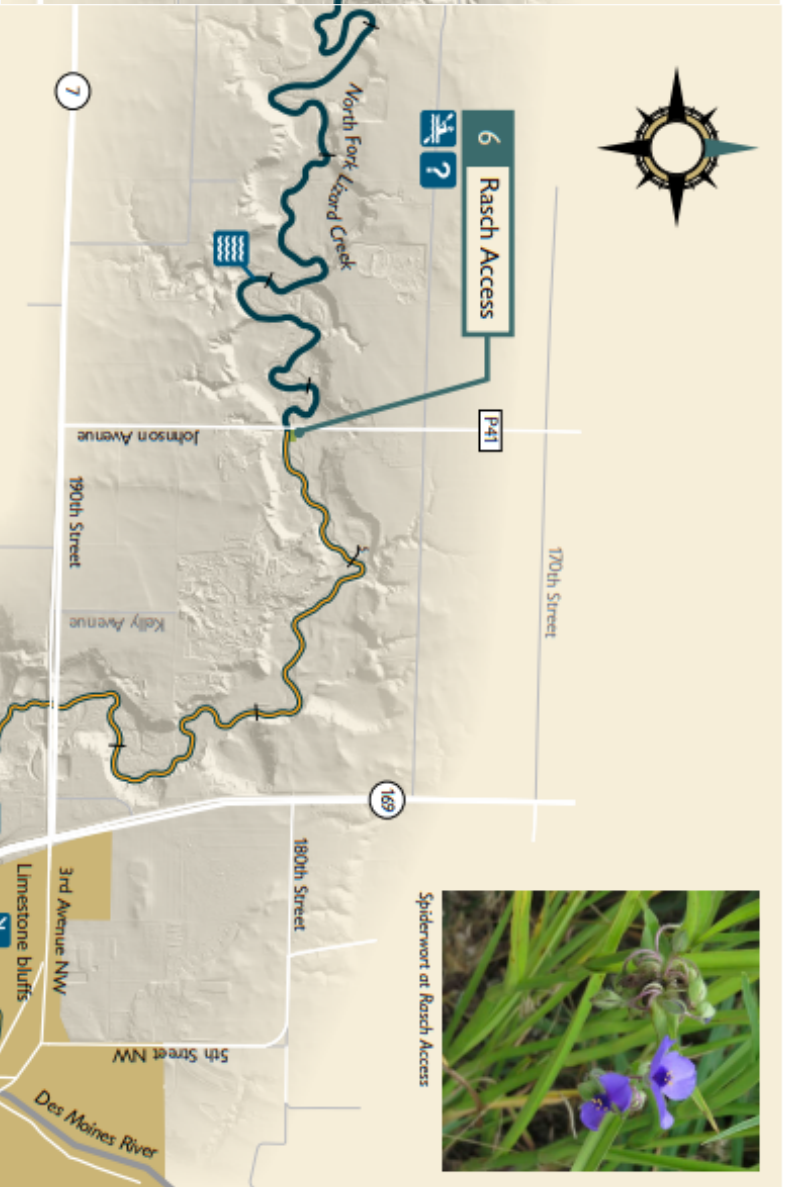 6 Rasch Access
?
North Fork Lizard Creek
7
P41
170th Street
Johnson Avenue
190th Street
Kelly Avenue
169
180th Street
3rd Avenue NW
Limestone bluffs
5th Street NW
Des Moines River
Spiderwort at Rasch Access